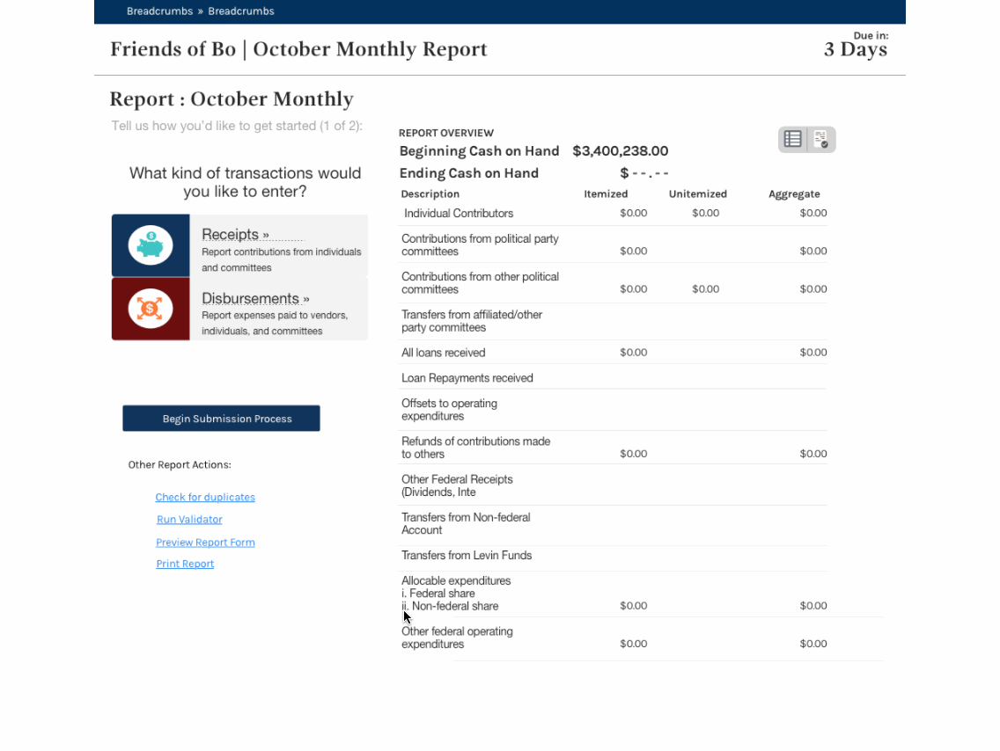 Breadcrumbs » Breadcrumbs
Friends of Bo | October Monthly Report
Due in:
3 Days
Report : October Monthly
Tell us how you'd like to get started (1 of 2):
What kind of transactions would
you like to enter?
Receipts »
Report contributions from individuals
and committees
Disbursements »
Report expenses paid to vendors,
individuals, and committees
Begin Submission Process
Other Report Actions:
Check for duplicates
Run Validator
Preview Report Form
Print Report
REPORT OVERVIEW
Beginning Cash on Hand $3,400,238.00
Ending Cash on Hand $ - - . - -
Description Itemized Unitemized Aggregate
Individual Contributors $0.00 $0.00 $0.00
Contributions from political party
committees $0.00 $0.00
Contributions from other political
committees $0.00 $0.00 $0.00
Transfers from affiliated/other
party committees
All loans received $0.00 $0.00
Loan Repayments received
Offsets to operating
expenditures
Refunds of contributions made
to others $0.00 $0.00
Other Federal Receipts
(Dividends, Inte
Transfers from Non-federal
Account
Transfers from Levin Funds
Allocable expenditures
i. Federal share
ii. Non-federal share $0.00 $0.00
Other federal operating
expenditures $0.00 $0.00